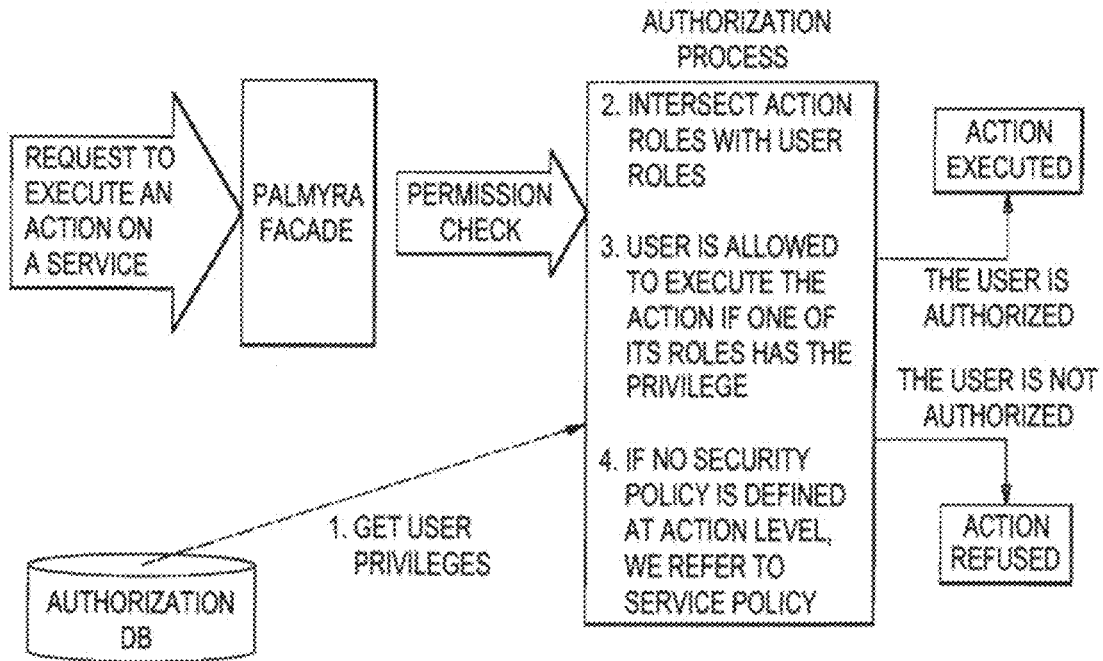 AUTHORIZATION
PROCESS
REQUEST TO
EXECUTE AN
ACTION ON
A SERVICE
PALMYRA
FACADE
PERMISSION
CHECK
2. INTERSECT ACTION
ROLES WITH USER
ROLES
3. USER IS ALLOWED
TO EXECUTE THE
ACTION IF ONE OF
ITS ROLES HAS THE
PRIVILEGE
4. IF NO SECURITY
POLICY IS DEFINED
AT ACTION LEVEL,
WE REFER TO
SERVICE POLICY
ACTION
EXECUTED
THE USER IS
AUTHORIZED
THE USER IS NOT
AUTHORIZED
ACTION
REFUSED
1. GET USER
PRIVILEGES
AUTHORIZATION
DB